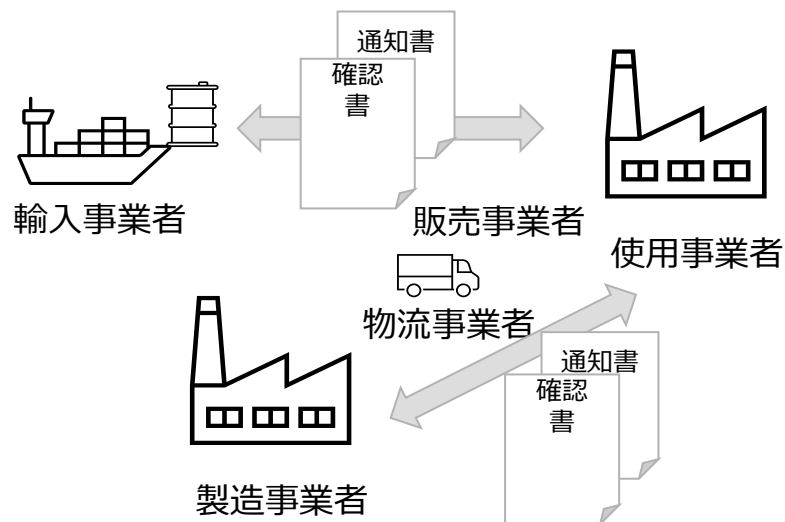 通知書
確認
書
輸入事業者
販売事業者
使用事業者
物流事業者
通知書
確認
書
製造事業者